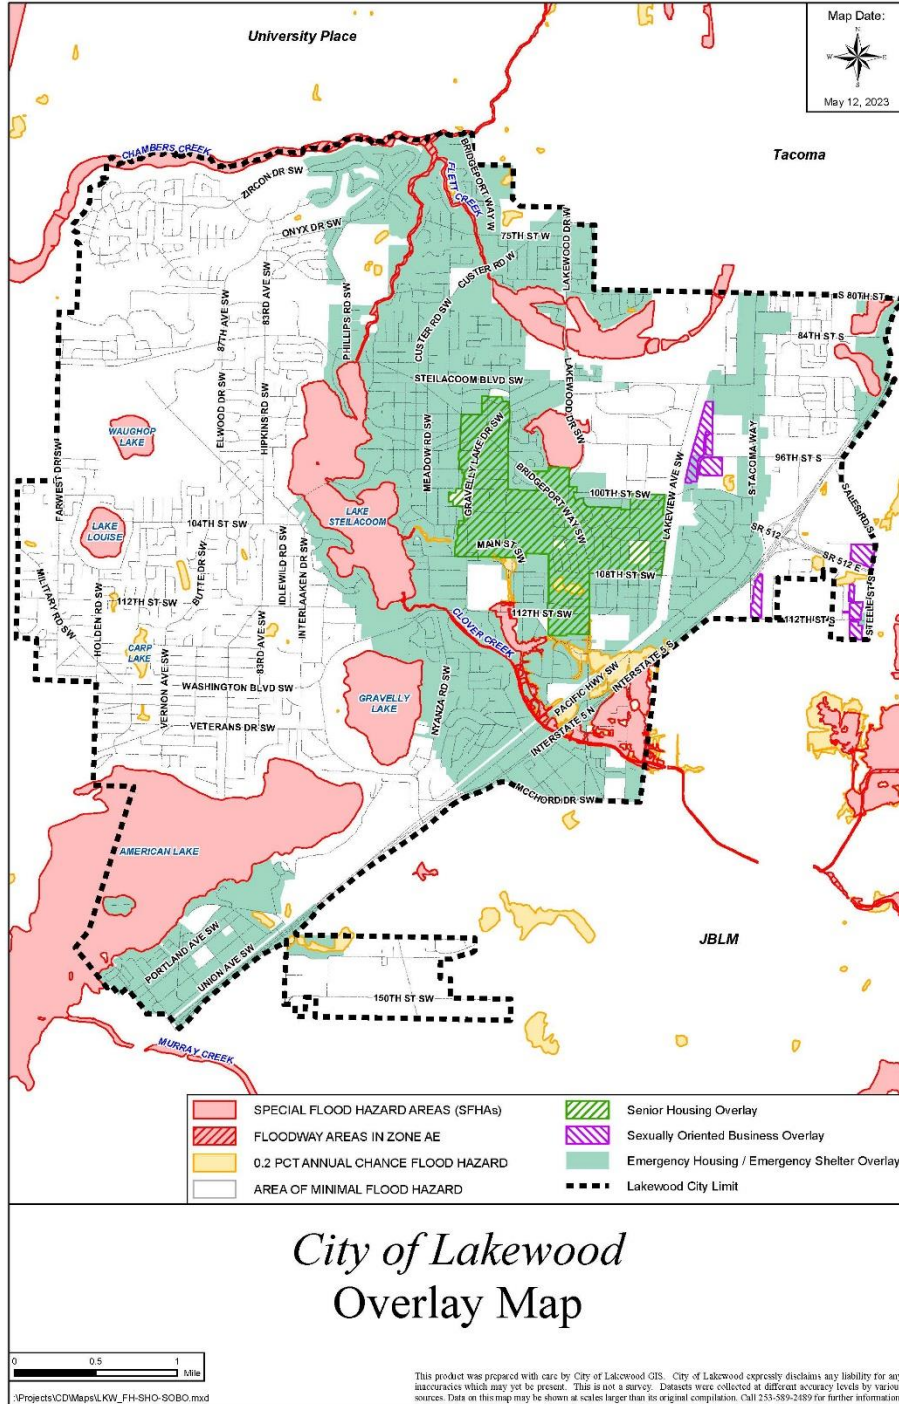 Map Date:
N
W
E
S
May 12, 2023
University Place
Tacoma
CHAMBERS CREEK
ZIRCON DR SW
ONYX DR SW
FLETT CREEK
BRIDGEPORT WAY W
75TH ST W
LAKEWOOD DR W
CUSTER RD W
CUSTER RD SW
PHILLIPS RD SW
83RD AVE SW
87TH AVE SW
S 80TH ST
84TH ST S
STEILACOOM BLVD SW
ELWOOD DR SW
HIPKINS RD SW
LAKEWOOD DR SW
WAUGHOP
LAKE
FARWEST DR SW
MEADOW RD SW
GRAVELLY LAKE DR SW
BRIDGEPORT WAY SW
LAKEVIEW AVE SW
S TACOMA WAY
96TH ST S
SALES RD S
100TH ST SW
LAKE
LOUISE
104TH ST SW
LAKE
STEILACOOM
MAIN ST SW
108TH ST SW
SR 512
SR 512 E
STEELE ST S
112TH ST S
MILITARY RD SW
HOLDEN RD SW
112TH ST SW
BUTTE DR SW
83RD AVE SW
IDLEWILD RD SW
INTERLAAKEN DR SW
CLOVER CREEK
112TH ST SW
CARP
LAKE
VERNON AVE SW
WASHINGTON BLVD SW
VETERANS DR SW
GRAVELLY
LAKE
NYANZA RD SW
PACIFIC HWY SW
INTERSTATE 5 S
INTERSTATE 5 N
MCCHORD DR SW
AMERICAN LAKE
PORTLAND AVE SW
UNION AVE SW
JBLM
150TH ST SW
MURRAY CREEK
SPECIAL FLOOD HAZARD AREAS (SFHAs)
FLOODWAY AREAS IN ZONE AE
0.2 PCT ANNUAL CHANCE FLOOD HAZARD
AREA OF MINIMAL FLOOD HAZARD
Senior Housing Overlay
Sexually Oriented Business Overlay
Emergency Housing / Emergency Shelter Overlay
Lakewood City Limit
City of Lakewood
Overlay Map
0 0.5 1
Mile
:\Projects\CD\Maps\LKW_FH-SHO-SOBO.mxd
This product was prepared with care by City of Lakewood GIS. City of Lakewood expressly disclaims any liability for any
inaccuracies which may yet be present. This is not a survey. Datasets were collected at different accuracy levels by various
sources. Data on this map may be shown at scales larger than its original compilation. Call 253-589-2489 for further information.